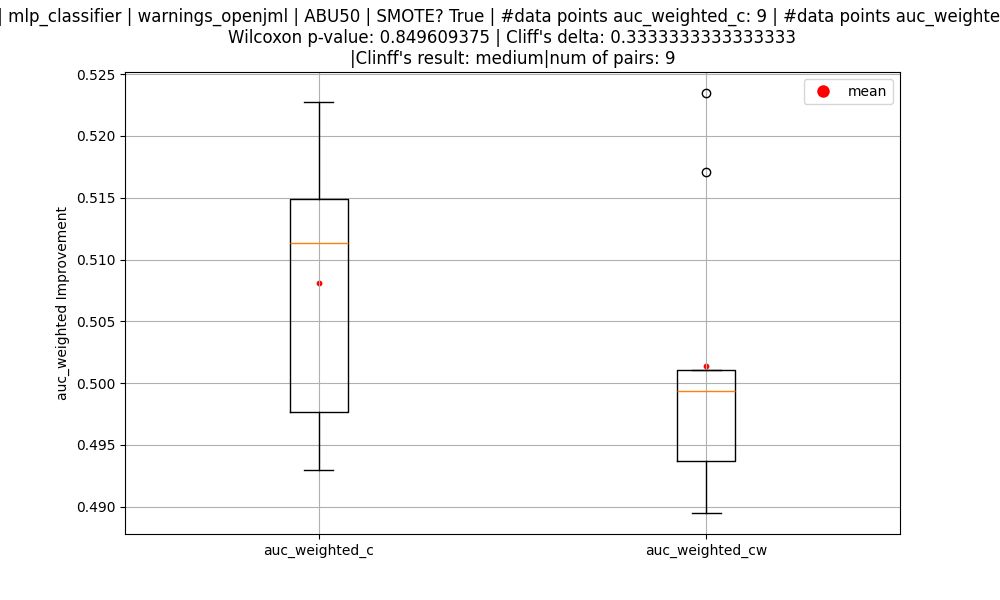 | mlp_classifier | warnings_openjml | ABU50 | SMOTE? True | #data points auc_weighted_c: 9 | #data points auc_weighte
Wilcoxon p-value: 0.849609375 | Cliff's delta: 0.3333333333333333
|Clinff's result: medium|num of pairs: 9
mean
auc_weighted Improvement
0.525
0.520
0.515
0.510
0.505
0.500
0.495
0.490
auc_weighted_c
auc_weighted_cw